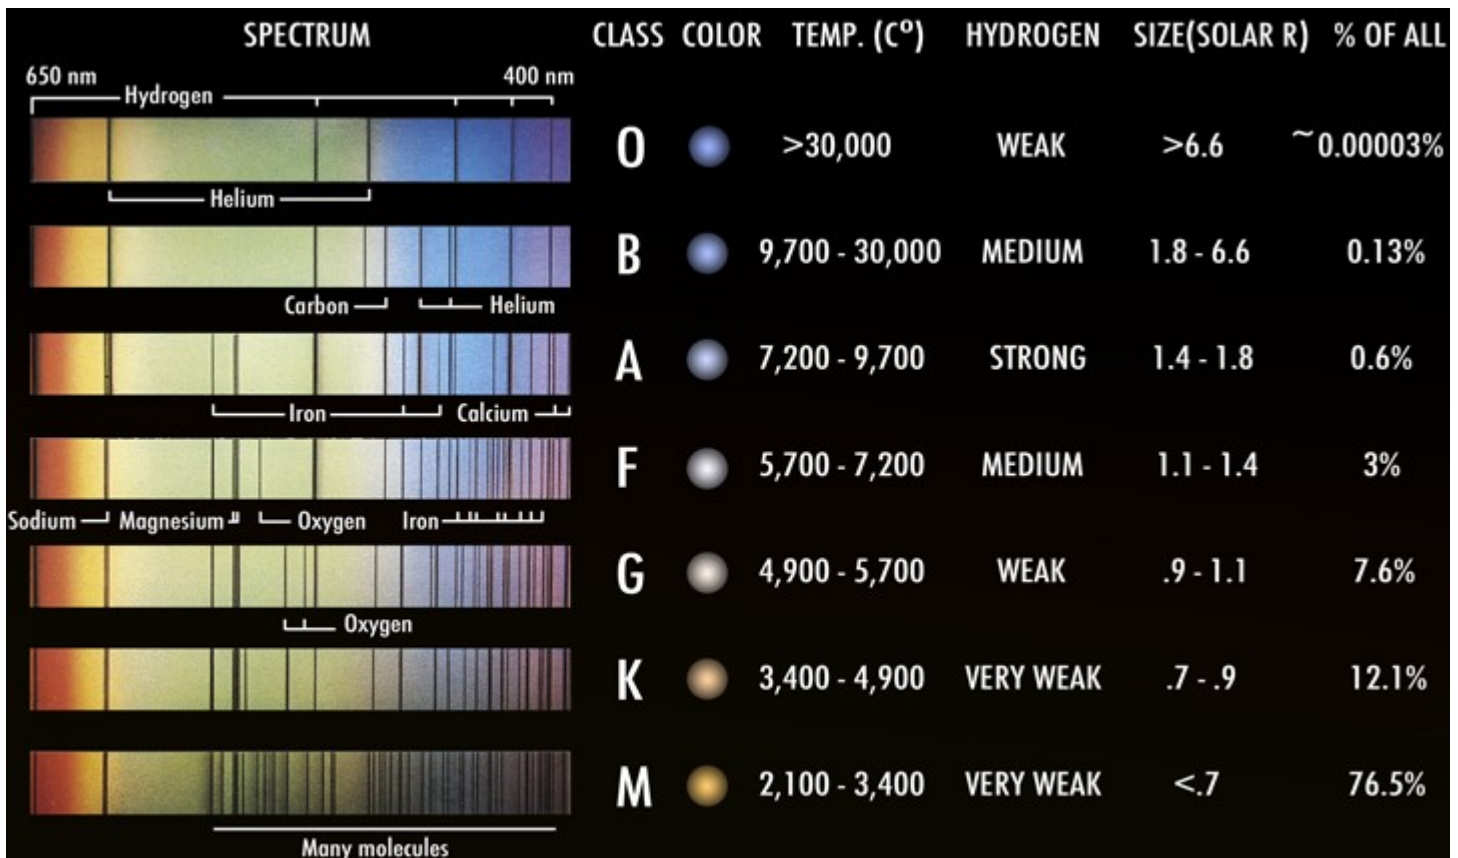 SPECTRUM CLASS COLOR TEMP. (Cº) HYDROGEN SIZE(SOLAR R) % OF ALL
650 nm 400 nm
Hydrogen
O >30,000 WEAK >6.6 ~0.00003%
Helium
B 9,700 - 30,000 MEDIUM 1.8 - 6.6 0.13%
Carbon Helium
A 7,200 - 9,700 STRONG 1.4 - 1.8 0.6%
Iron Calcium
F 5,700 - 7,200 MEDIUM 1.1 - 1.4 3%
Sodium Magnesium Oxygen Iron
G 4,900 - 5,700 WEAK .9 - 1.1 7.6%
Oxygen
K 3,400 - 4,900 VERY WEAK .7 - .9 12.1%
M 2,100 - 3,400 VERY WEAK <.7 76.5%
Many molecules